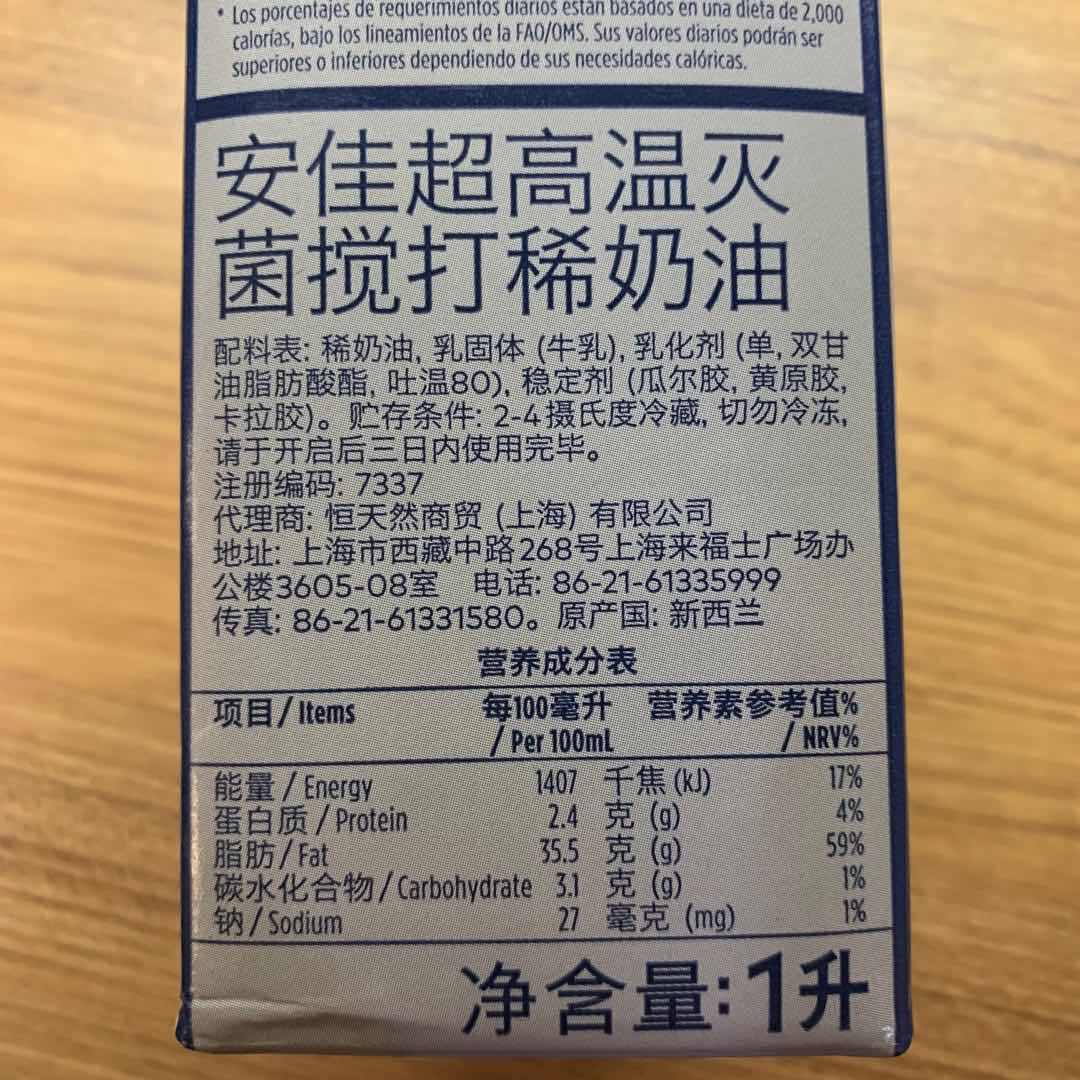 • Los porcentajes de requerimientos diarios están basados en una dieta de 2,000
calorías, bajo los lineamientos de la FAO/OMS. Sus valores diarios podrán ser
superiores o inferiores dependiendo de sus necesidades calóricas.
安佳超高温灭
菌搅打稀奶油
配料表: 稀奶油, 乳固体 (牛乳), 乳化剂 (单, 双甘
油脂肪酸酯, 吐温80), 稳定剂 (瓜尔胶, 黄原胶,
卡拉胶)。贮存条件: 2-4摄氏度冷藏, 切勿冷冻,
请于开启后三日内使用完毕。
注册编码: 7337
代理商: 恒天然商贸 (上海) 有限公司
地址: 上海市西藏中路268号上海来福士广场办
公楼3605-08室 电话: 86-21-61335999
传真: 86-21-61331580。原产国: 新西兰
营养成分表
项目/Items 每100毫升 营养素参考值%
/ Per 100mL / NRV%
能量/Energy 1407 千焦(kJ) 17%
蛋白质/Protein 2.4 克 (g) 4%
脂肪/Fat 35.5 克 (g) 59%
碳水化合物/Carbohydrate 3.1 克 (g) 1%
钠/Sodium 27 毫克 (mg) 1%
净含量:1升